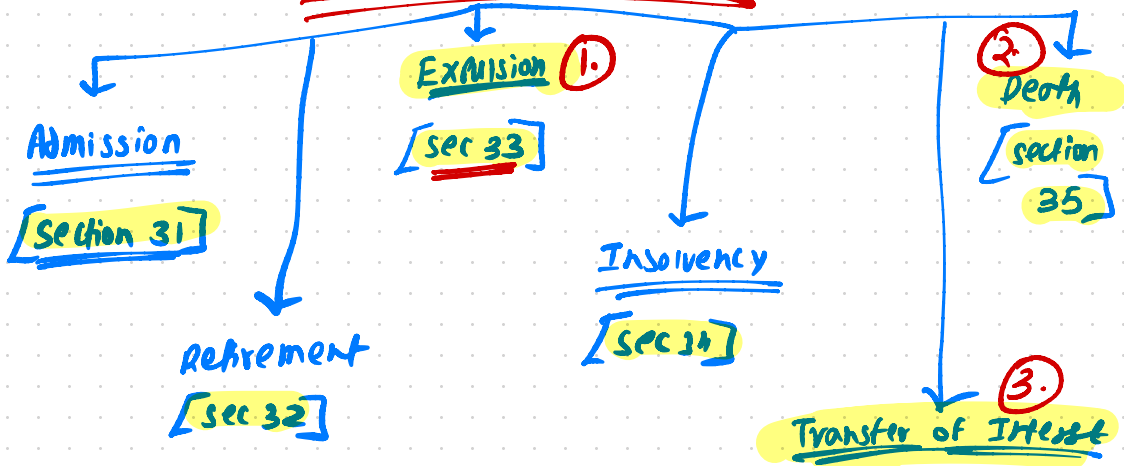 Expulsion 1.
[sec 33]
2.
Death
[section
35]
Admission
[Section 31]
Insolvency
[sec 34]
Retirement
[sec 32]
3.
Transfer of Interest